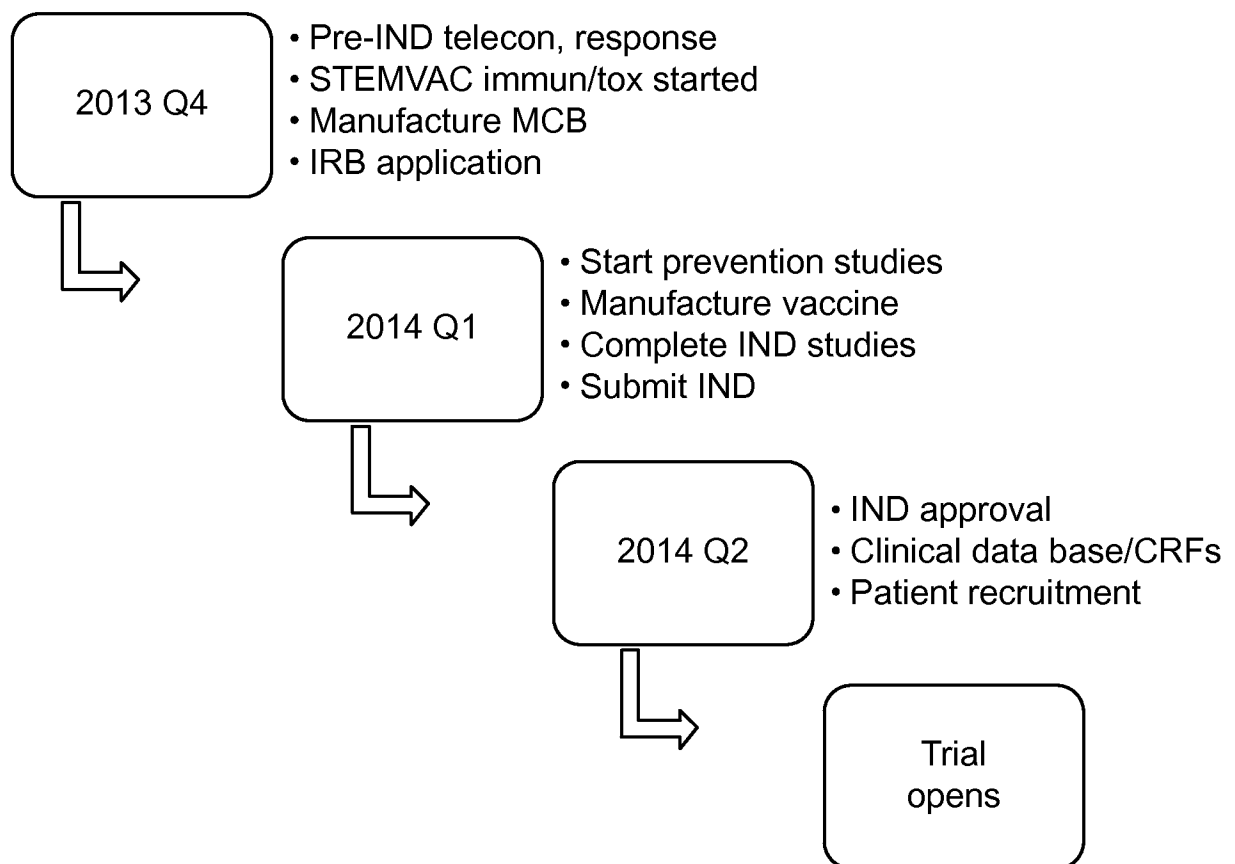 2013 Q4
• Pre-IND telecon, response
• STEMVAC immun/tox started
• Manufacture MCB
• IRB application
2014 Q1
• Start prevention studies
• Manufacture vaccine
• Complete IND studies
• Submit IND
2014 Q2
• IND approval
• Clinical data base/CRFs
• Patient recruitment
Trial
opens